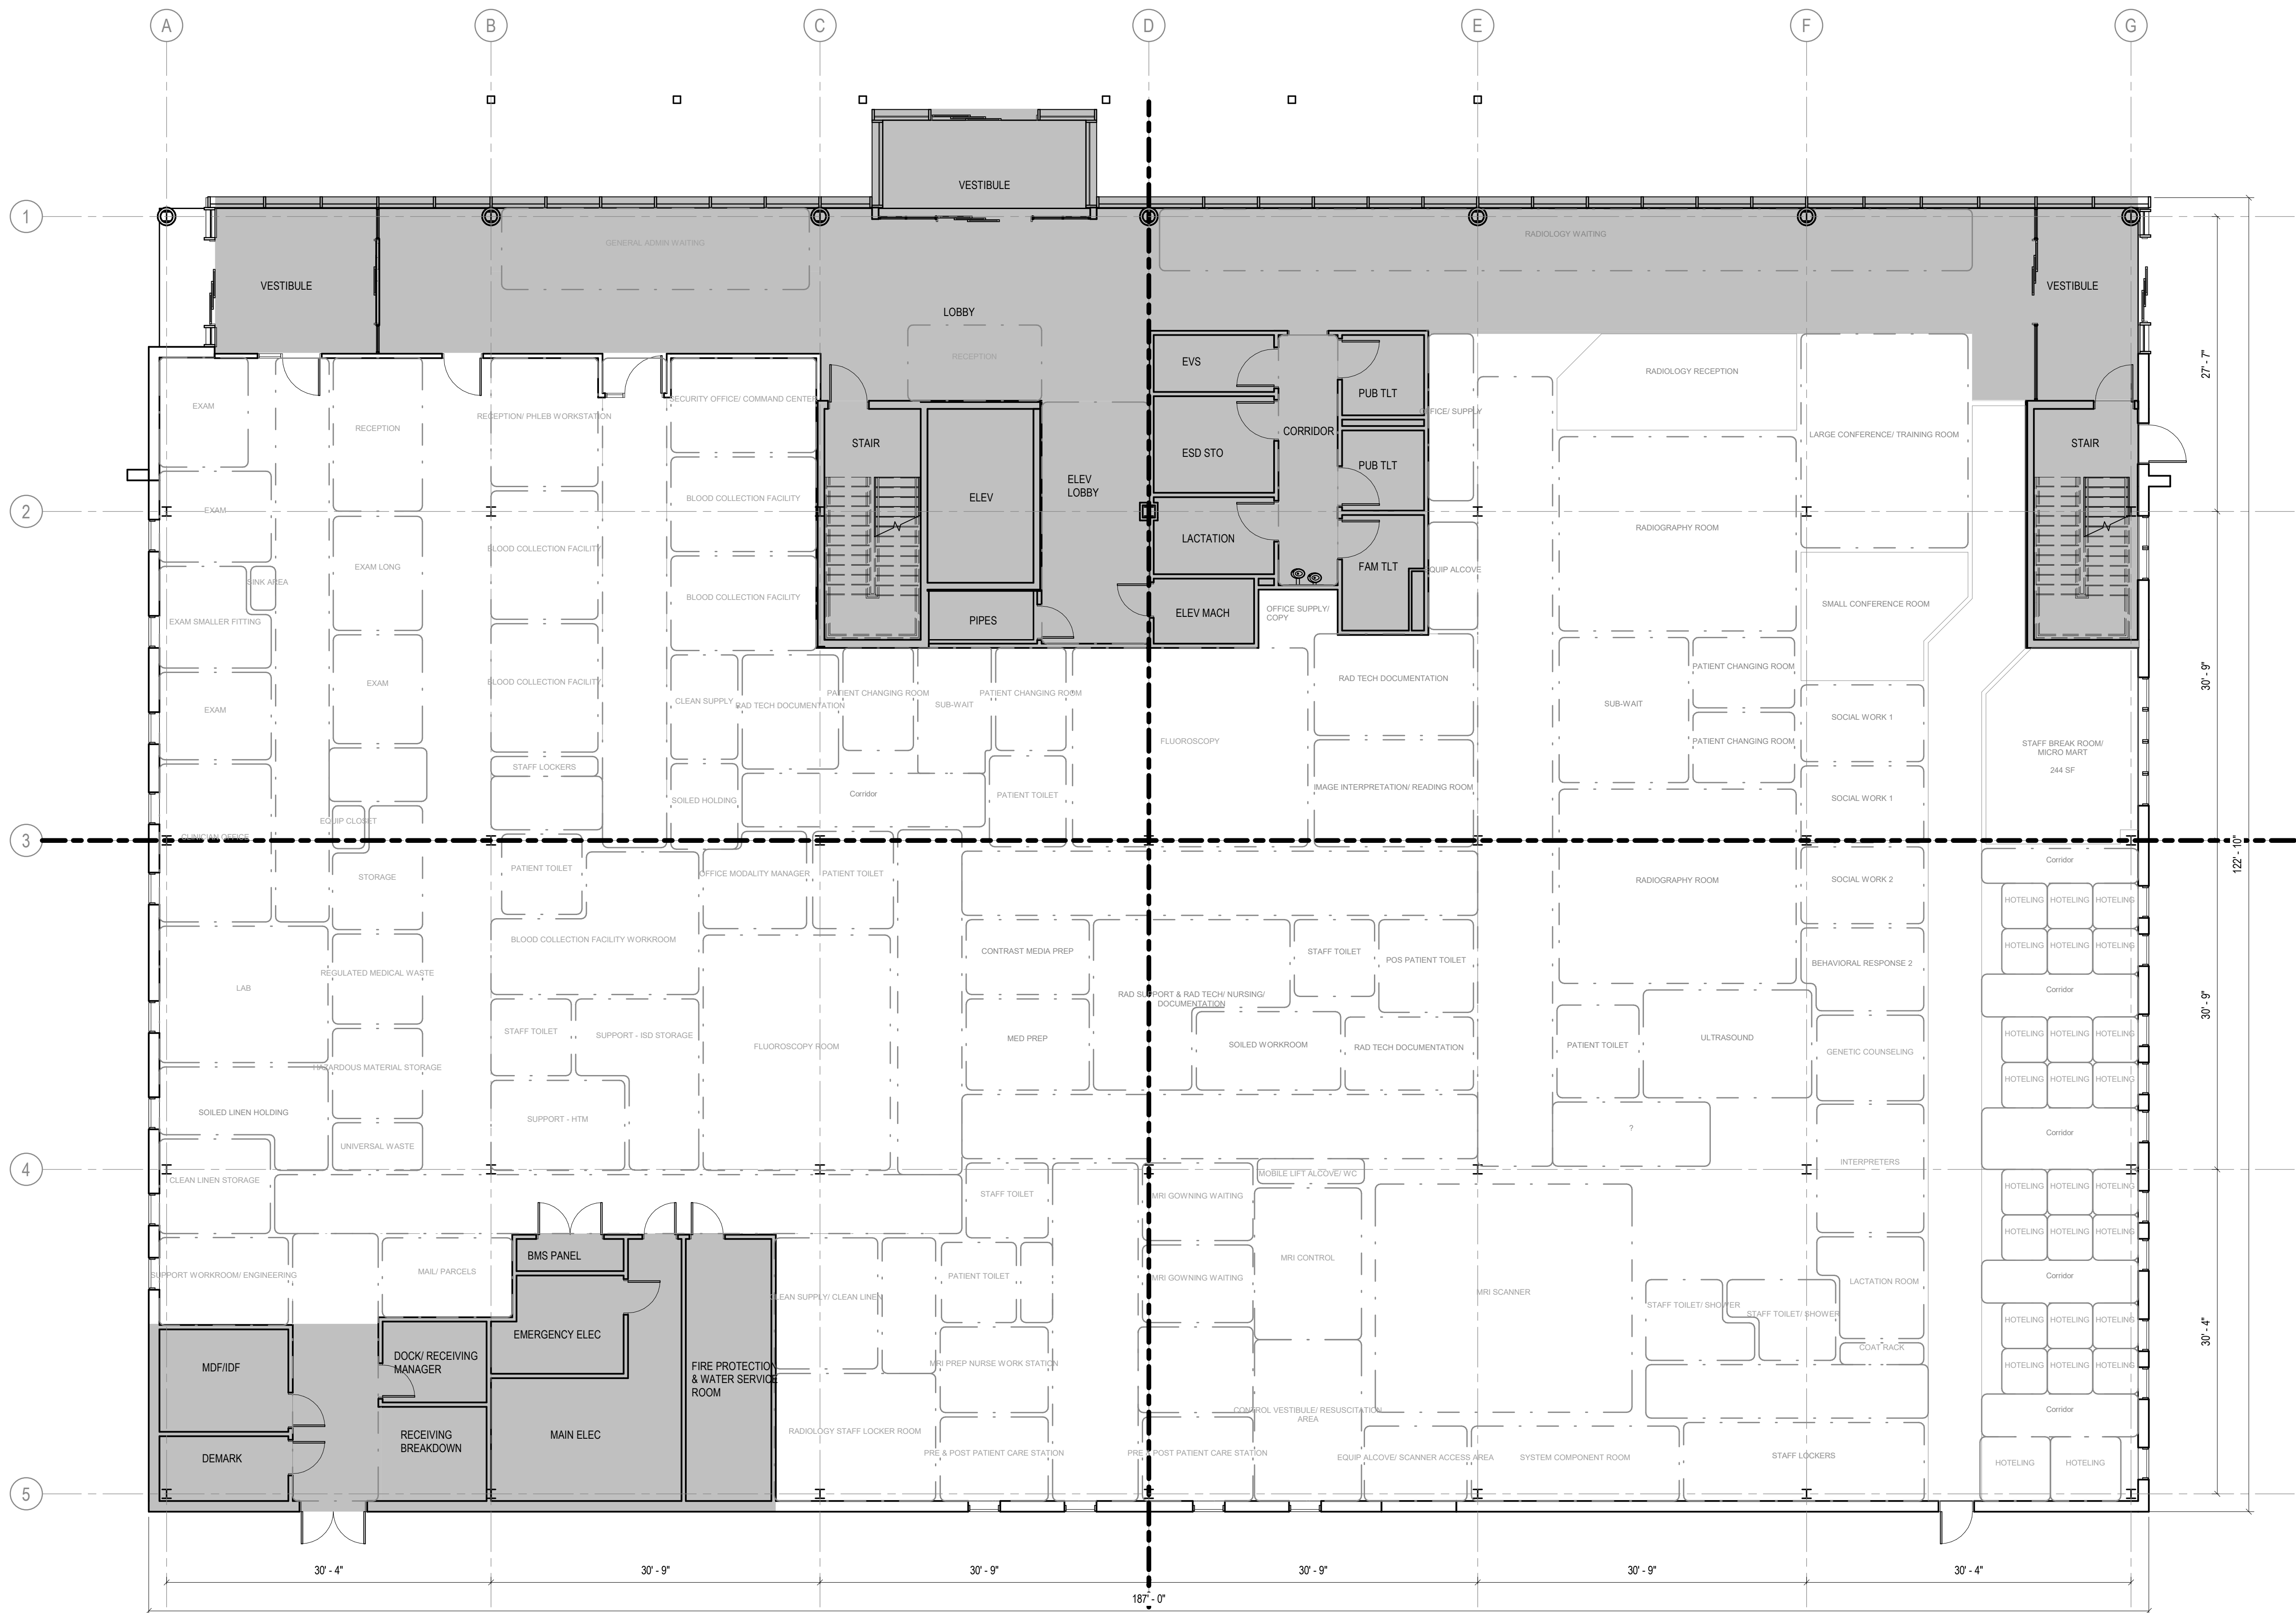 A B C D E F G
VESTIBULE
1
GENERAL ADMIN WAITING
RADIOLOGY WAITING
VESTIBULE
VESTIBULE
LOBBY
RECEPTION
EVS
PUB TLT
RADIOLOGY RECEPTION
27' - 7"
EXAM
RECEPTION
RECEPTION/ PHLEB WORKSTATION
SECURITY OFFICE/ COMMAND CENTER
OFFICE/ SUPPLY
STAIR
CORRIDOR
LARGE CONFERENCE/ TRAINING ROOM
STAIR
ESD STO
PUB TLT
ELEV
LOBBY
ELEV
BLOOD COLLECTION FACILITY
2
EXAM
RADIOGRAPHY ROOM
BLOOD COLLECTION FACILITY
LACTATION
EXAM LONG
FAM TLT
EQUIP ALCOVE
SINK AREA
BLOOD COLLECTION FACILITY
SMALL CONFERENCE ROOM
EXAM SMALLER FITTING
PIPES
ELEV MACH
OFFICE SUPPLY/
COPY
30' - 9"
EXAM
EXAM
BLOOD COLLECTION FACILITY
CLEAN SUPPLY
RAD TECH DOCUMENTATION
PATIENT CHANGING ROOM
SUB-WAIT
PATIENT CHANGING ROOM
RAD TECH DOCUMENTATION
PATIENT CHANGING ROOM
SUB-WAIT
SOCIAL WORK 1
FLUOROSCOPY
PATIENT CHANGING ROOM
STAFF BREAK ROOM/
MICRO MART
244 SF
STAFF LOCKERS
SOILED HOLDING
Corridor
PATIENT TOILET
IMAGE INTERPRETATION/ READING ROOM
SOCIAL WORK 1
EQUIP CLOSET
3
CLINICIAN OFFICE
122' - 10"
STORAGE
PATIENT TOILET
OFFICE MODALITY MANAGER
PATIENT TOILET
RADIOGRAPHY ROOM
SOCIAL WORK 2
Corridor
HOTELING HOTELING HOTELING
BLOOD COLLECTION FACILITY WORKROOM
CONTRAST MEDIA PREP
STAFF TOILET
POS PATIENT TOILET
BEHAVIORAL RESPONSE 2
HOTELING HOTELING HOTELING
REGULATED MEDICAL WASTE
LAB
RAD SUPPORT & RAD TECH/ NURSING/
DOCUMENTATION
Corridor
30' - 9"
STAFF TOILET
SUPPORT - ISD STORAGE
FLUOROSCOPY ROOM
MED PREP
SOILED WORKROOM
RAD TECH DOCUMENTATION
PATIENT TOILET
ULTRASOUND
GENETIC COUNSELING
HOTELING HOTELING HOTELING
HAZARDOUS MATERIAL STORAGE
HOTELING HOTELING HOTELING
SOILED LINEN HOLDING
SUPPORT - HTM
?
Corridor
UNIVERSAL WASTE
INTERPRETERS
4
CLEAN LINEN STORAGE
STAFF TOILET
MRI GOWNING WAITING
MOBILE LIFT ALCOVE/ WC
HOTELING HOTELING HOTELING
HOTELING HOTELING HOTELING
BMS PANEL
MRI CONTROL
SUPPORT WORKROOM/ ENGINEERING
MAIL/ PARCELS
PATIENT TOILET
MRI GOWNING WAITING
MRI SCANNER
LACTATION ROOM
Corridor
CLEAN SUPPLY/ CLEAN LINEN
STAFF TOILET/ SHOWER
STAFF TOILET/ SHOWER
HOTELING HOTELING HOTELING
EMERGENCY ELEC
30' - 4"
MDF/IDF
DOCK/ RECEIVING
MANAGER
FIRE PROTECTION
& WATER SERVICE
ROOM
MRI PREP NURSE WORK STATION
COAT RACK
HOTELING HOTELING HOTELING
CONTROL VESTIBULE/ RESUSCITATION
AREA
Corridor
DEMARK
RECEIVING
BREAKDOWN
MAIN ELEC
RADIOLOGY STAFF LOCKER ROOM
PRE & POST PATIENT CARE STATION
PRE & POST PATIENT CARE STATION
EQUIP ALCOVE/ SCANNER ACCESS AREA
SYSTEM COMPONENT ROOM
STAFF LOCKERS
HOTELING HOTELING
5
30' - 4" 30' - 9" 30' - 9" 30' - 9" 30' - 9" 30' - 4"
187' - 0"